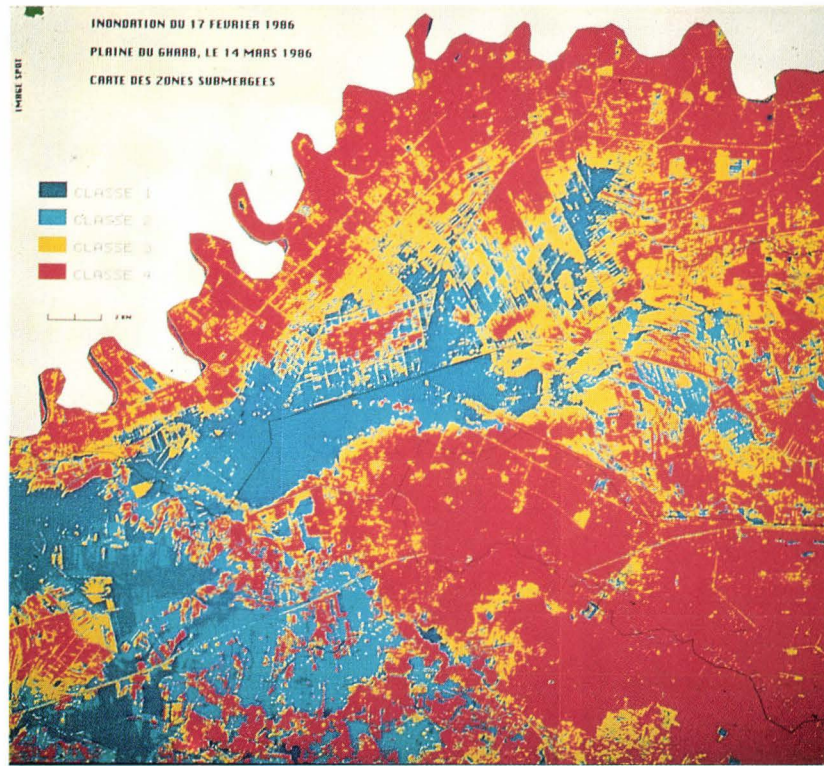 INONDATION DU 17 FEVRIER 1986
PLAINE DU GHARB, LE 14 MARS 1986
CARTE DES ZONES SUBMERGEES
IMAGE SPOT
CLASSE 1
CLASSE 2
CLASSE 3
CLASSE 4
2 KM